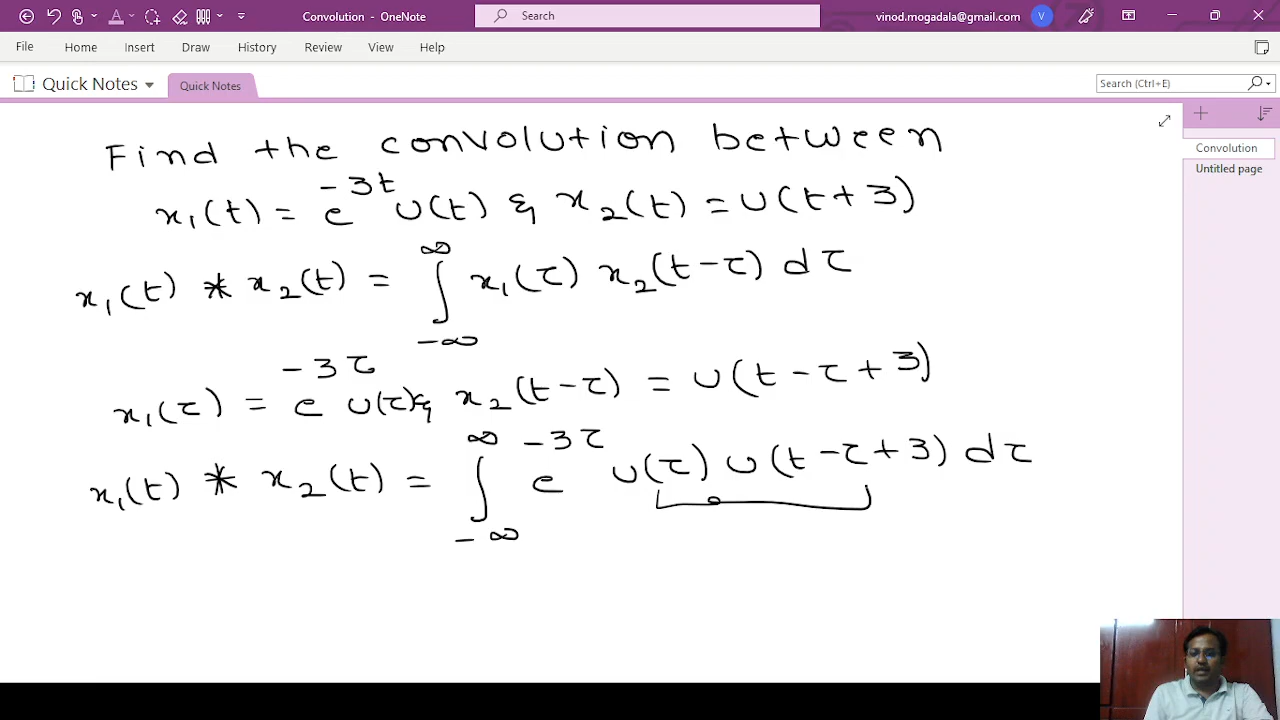 Convolution - OneNote
Search
vinod.mogadala@gmail.com
V
File Home Insert Draw History Review View Help
Quick Notes
Quick Notes
Search (Ctrl+E)
Convolution
Untitled page
Find the convolution between
x₁(t) = e^{-3t} u(t) & x₂(t) = u(t+3)
x₁(t) * x₂(t) = ∫_{-∞}^{∞} x₁(τ) x₂(t-τ) dτ
x₁(τ) = e^{-3τ} u(τ) & x₂(t-τ) = u(t-τ+3)
x₁(t) * x₂(t) = ∫_{-∞}^{∞} e^{-3τ} u(τ) u(t-τ+3) dτ